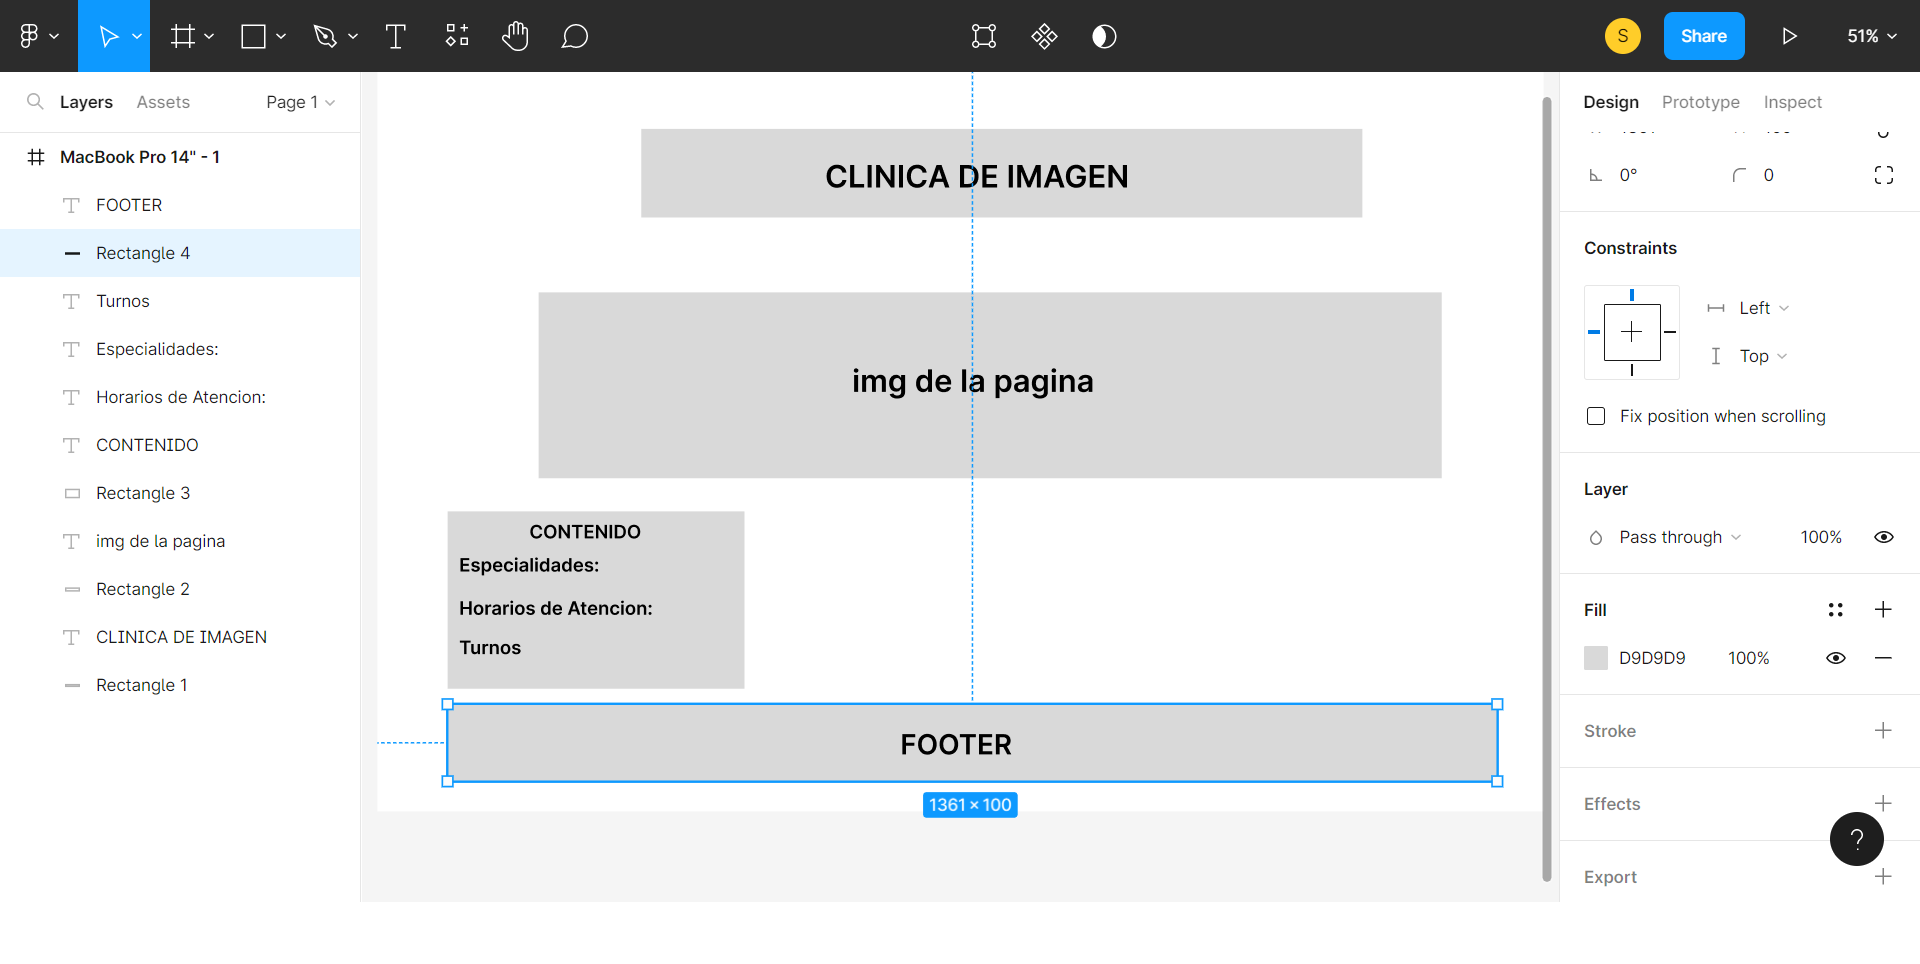 S
Share
51%
Layers
Assets
Page 1
MacBook Pro 14" - 1
FOOTER
Rectangle 4
Turnos
Especialidades:
Horarios de Atencion:
CONTENIDO
Rectangle 3
img de la pagina
Rectangle 2
CLINICA DE IMAGEN
Rectangle 1
CLINICA DE IMAGEN
img de la pagina
CONTENIDO
Especialidades:
Horarios de Atencion:
Turnos
FOOTER
1361 × 100
Design
Prototype
Inspect
0°
0
Constraints
Left
Top
Fix position when scrolling
Layer
Pass through
100%
Fill
D9D9D9
100%
Stroke
Effects
?
Export